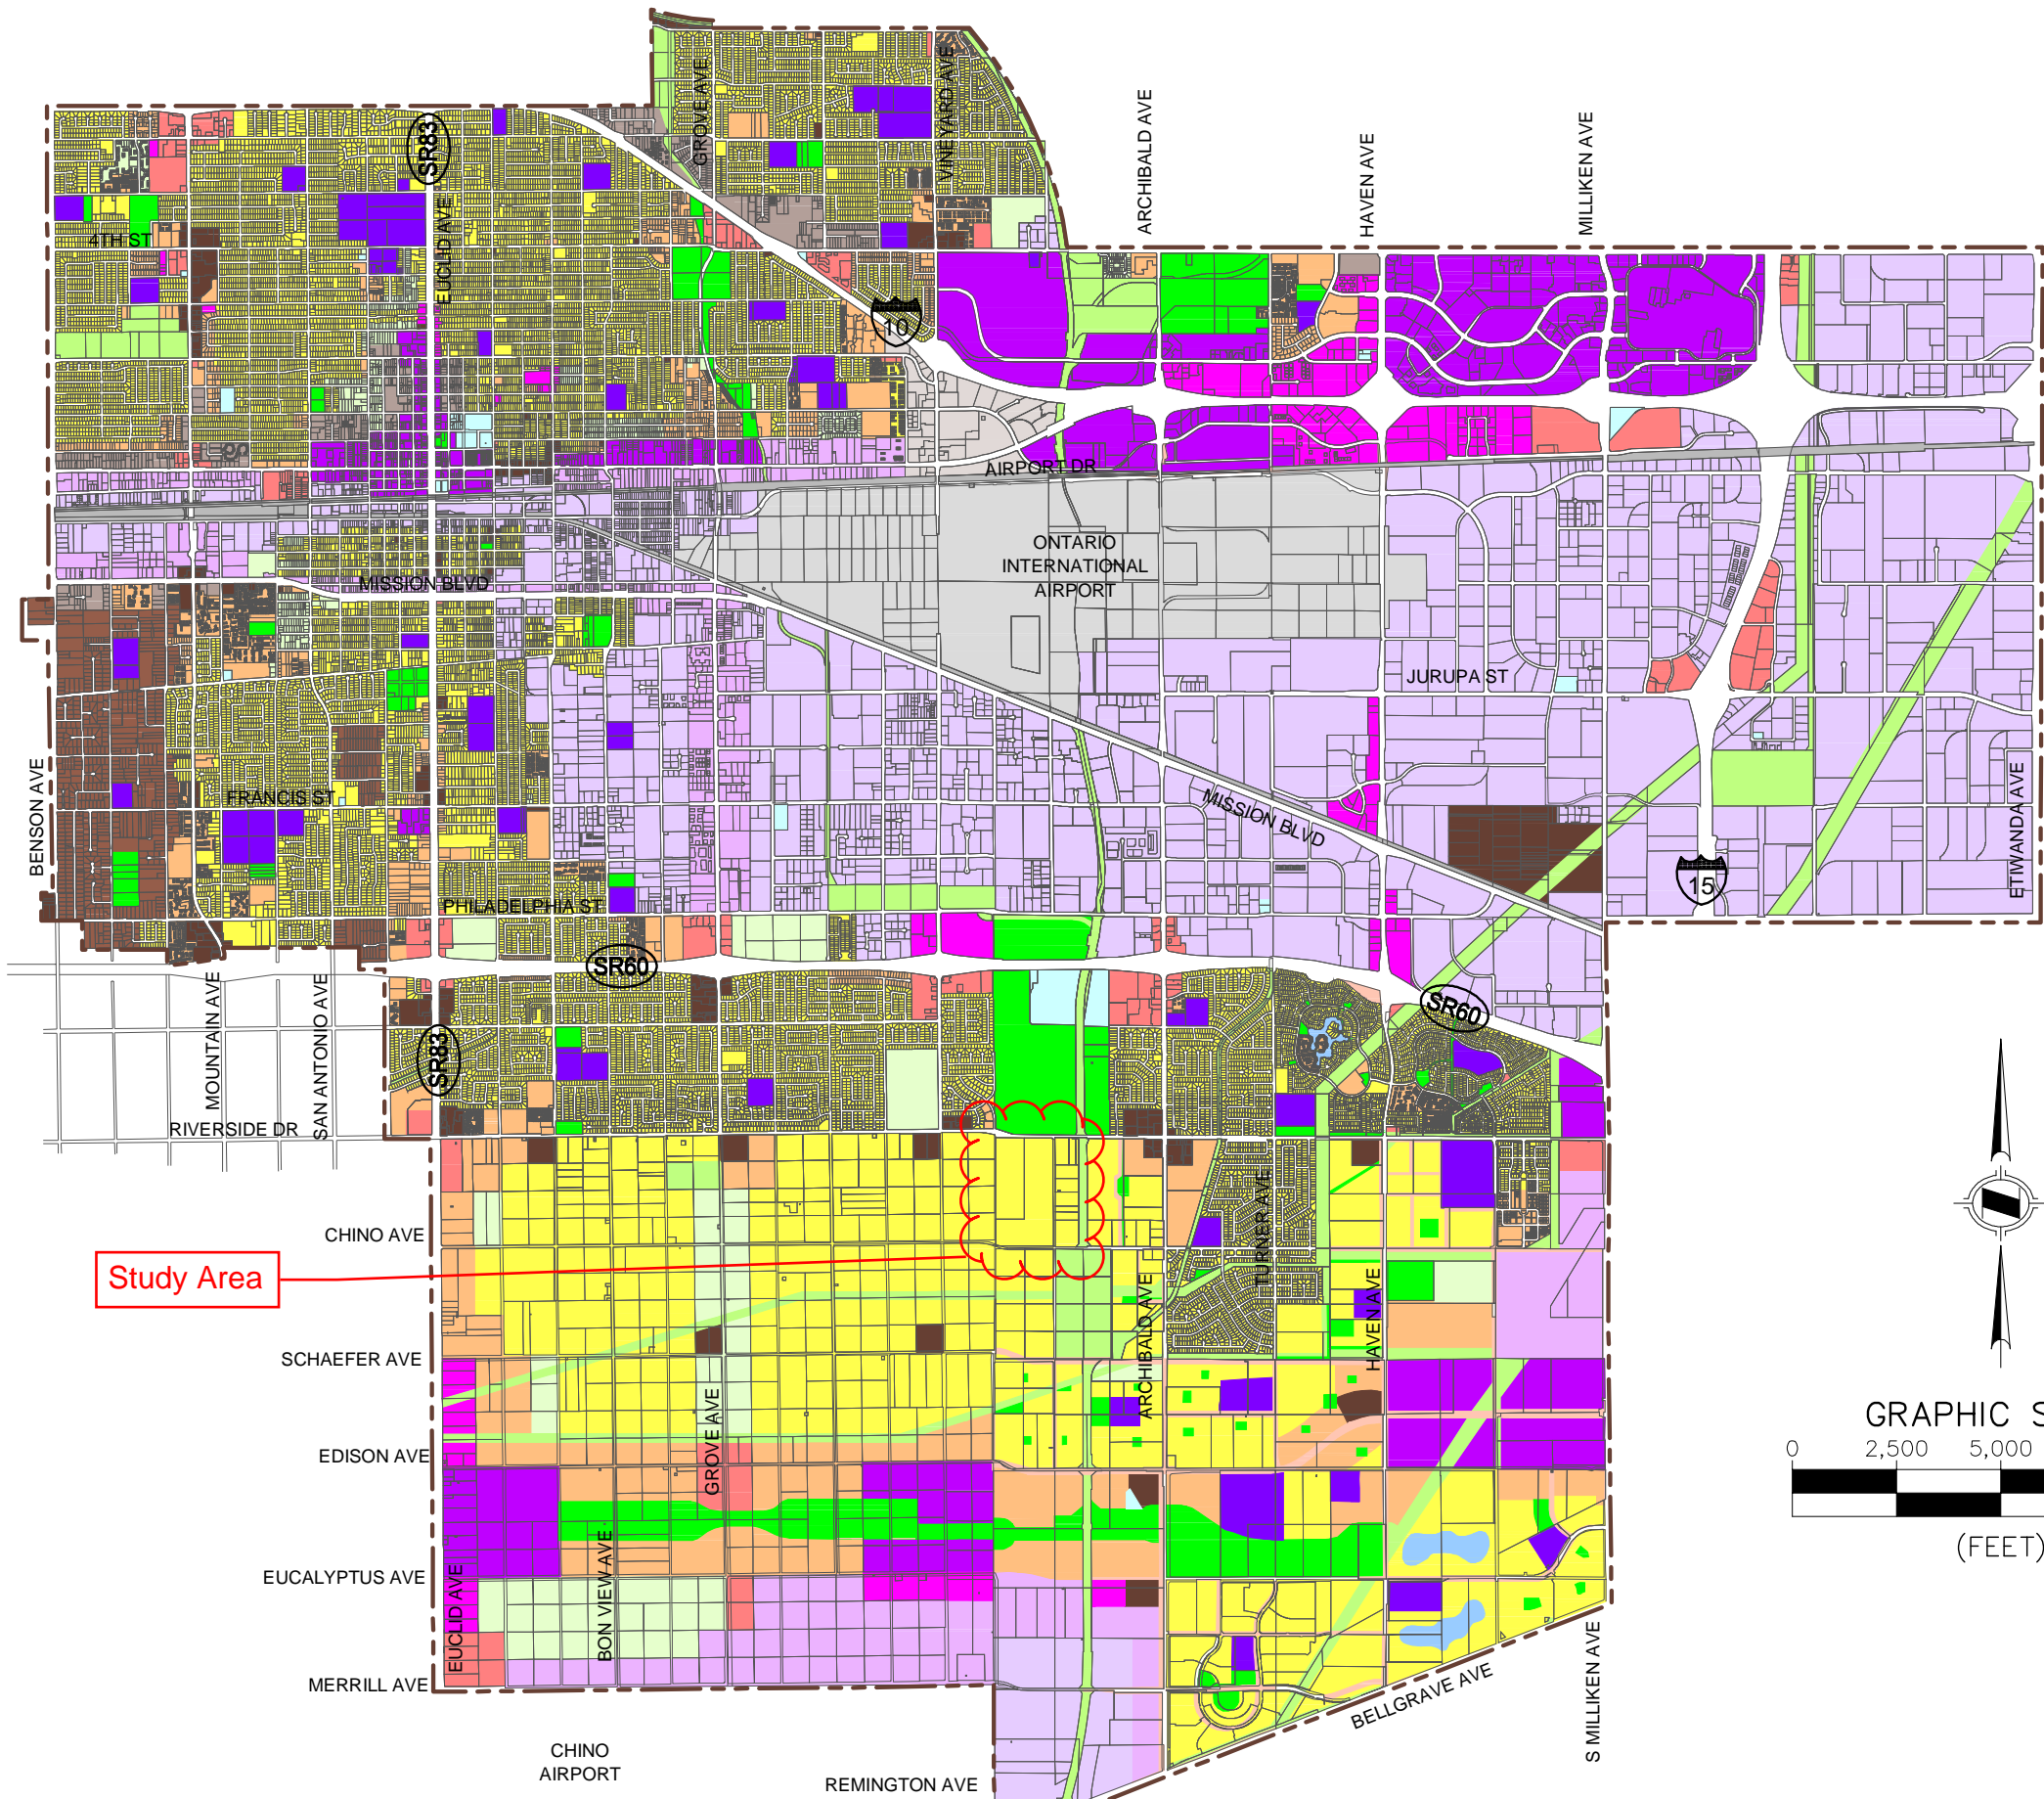 GROVE AVE
VINEYARD AVE
ARCHIBALD AVE
HAVEN AVE
MILLIKEN AVE
SR83
4TH ST
EUCLID AVE
10
AIRPORT DR
ONTARIO
INTERNATIONAL
AIRPORT
MISSION BLVD
JURUPA ST
BENSON AVE
FRANCIS ST
MISSION BLVD
ETIWANDA AVE
15
PHILADELPHIA ST
SR60
SR60
MOUNTAIN AVE
SAN ANTONIO AVE
SR83
RIVERSIDE DR
CHINO AVE
TURNER AVE
Study Area
ARCHIBALD AVE
HAVEN AVE
SCHAEFER AVE
GROVE AVE
GRAPHIC S
0 2,500 5,000
(FEET)
EDISON AVE
EUCALYPTUS AVE
EUCLID AVE
BON VIEW AVE
MERRILL AVE
S MILLIKEN AVE
BELLGRAVE AVE
CHINO
AIRPORT
REMINGTON AVE